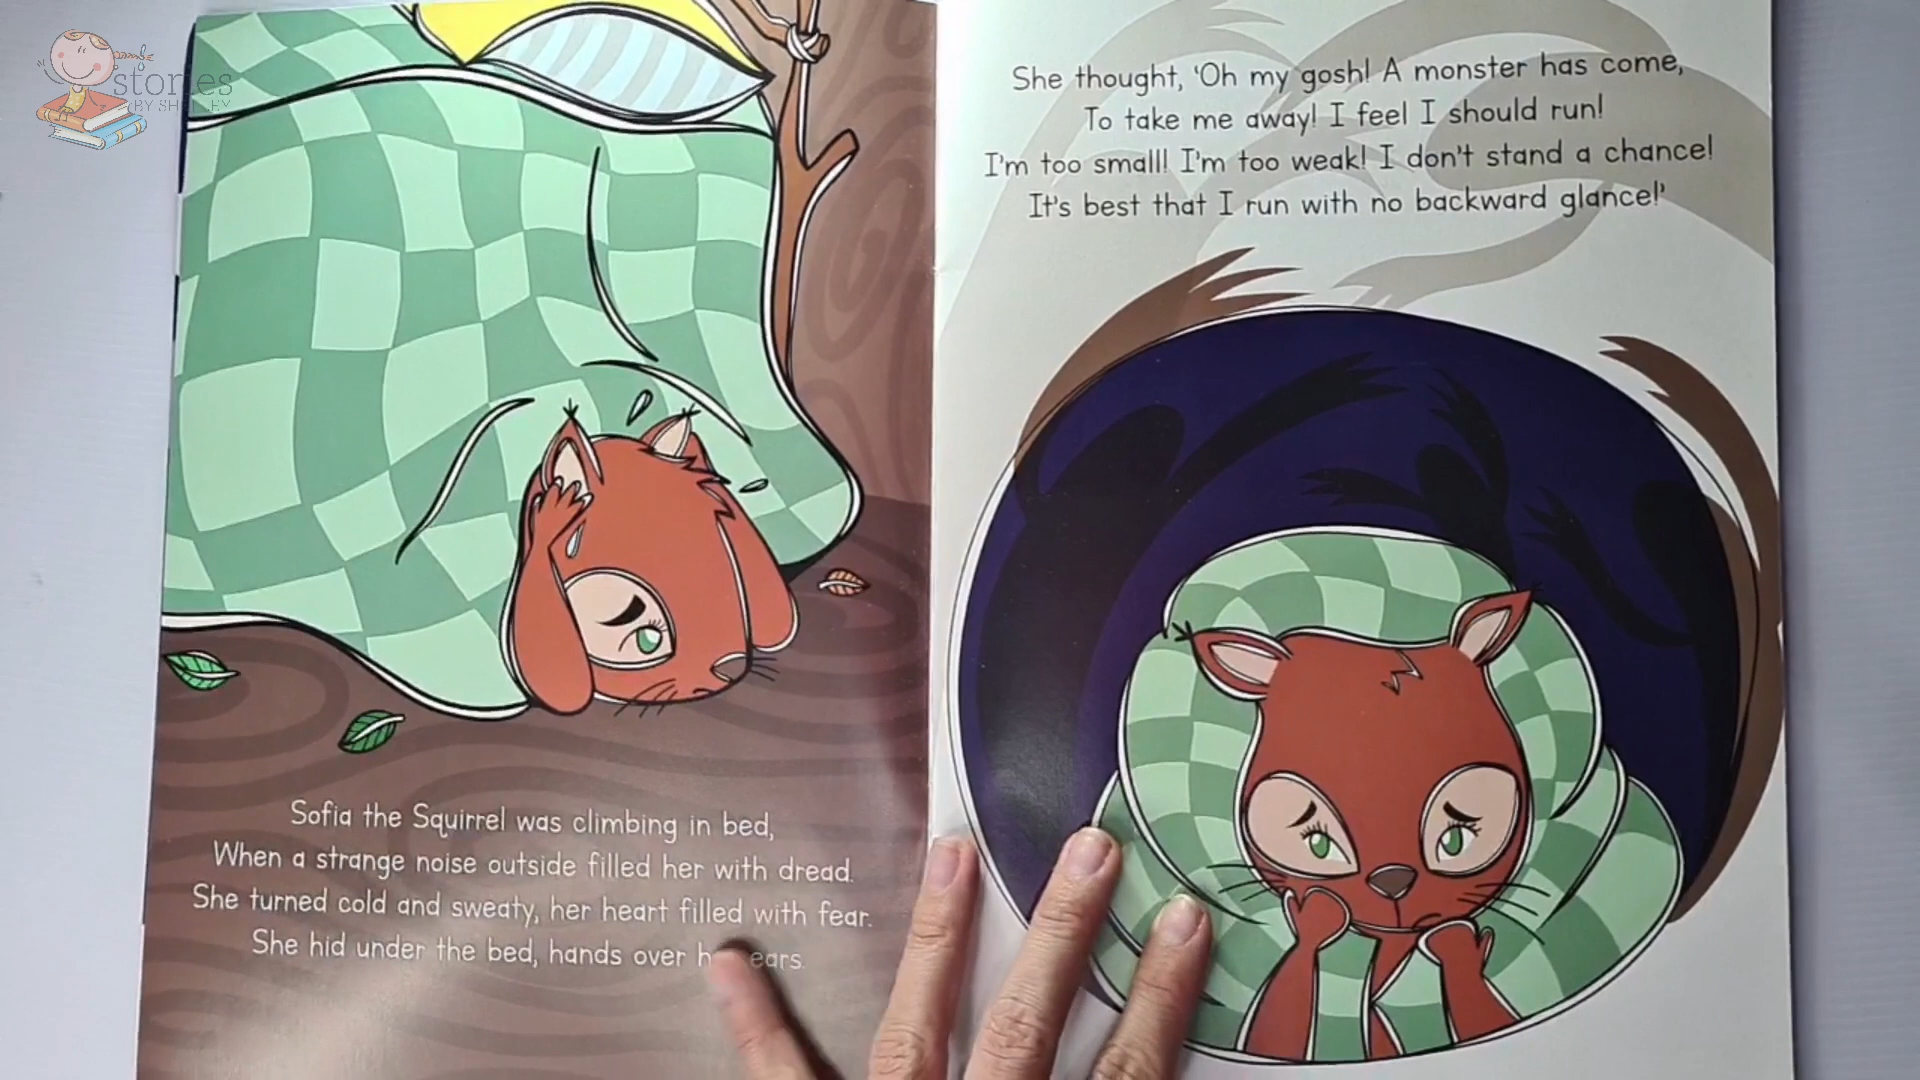 stories
BY SHELLEY
Sofia the Squirrel was climbing in bed,
When a strange noise outside filled her with dread.
She turned cold and sweaty, her heart filled with fear.
She hid under the bed, hands over ears.
She thought, 'Oh my gosh! A monster has come,
To take me away! I feel I should run!
I'm too small! I'm too weak! I don't stand a chance!
It's best that I run with no backward glance!'